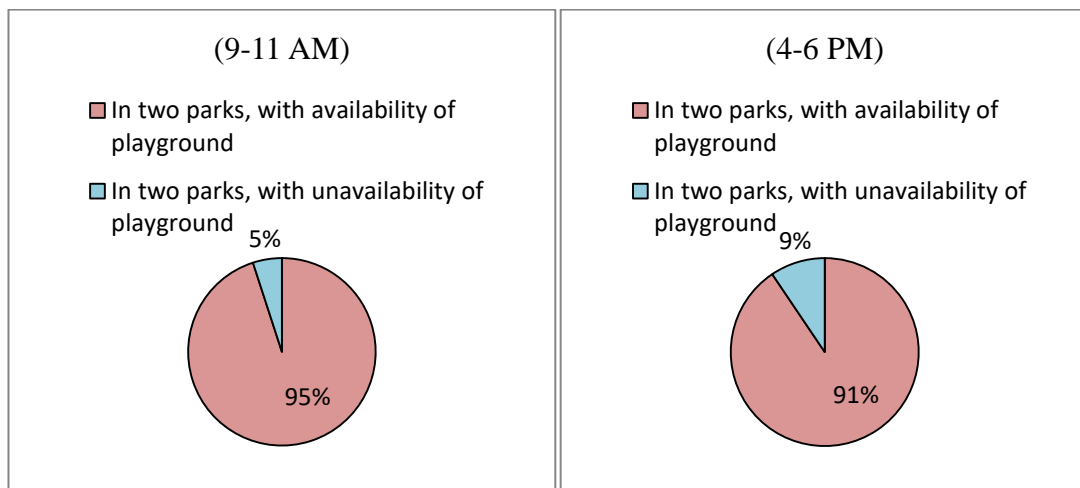 (9-11 AM)
In two parks, with availability of
playground
In two parks, with unavailability of
playground
5%
95%
(4-6 PM)
In two parks, with availability of
playground
In two parks, with unavailability of
playground
9%
91%